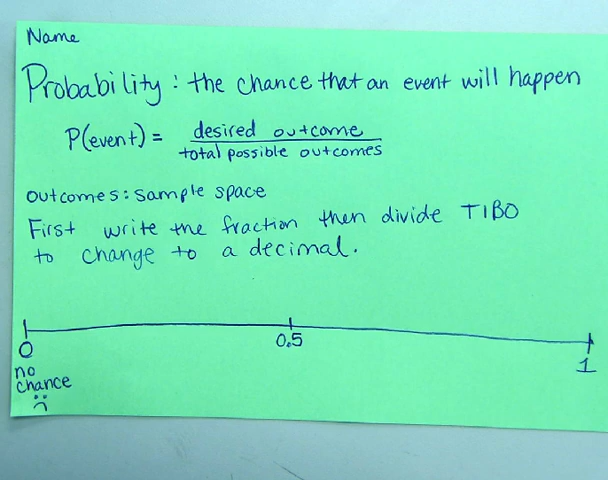 Name
Probability: the chance that an event will happen
P(event) = desired outcome
total possible outcomes
outcomes: sample space
First write the fraction then divide TIBO
to change to a decimal.
0 0.5 1
no
chance